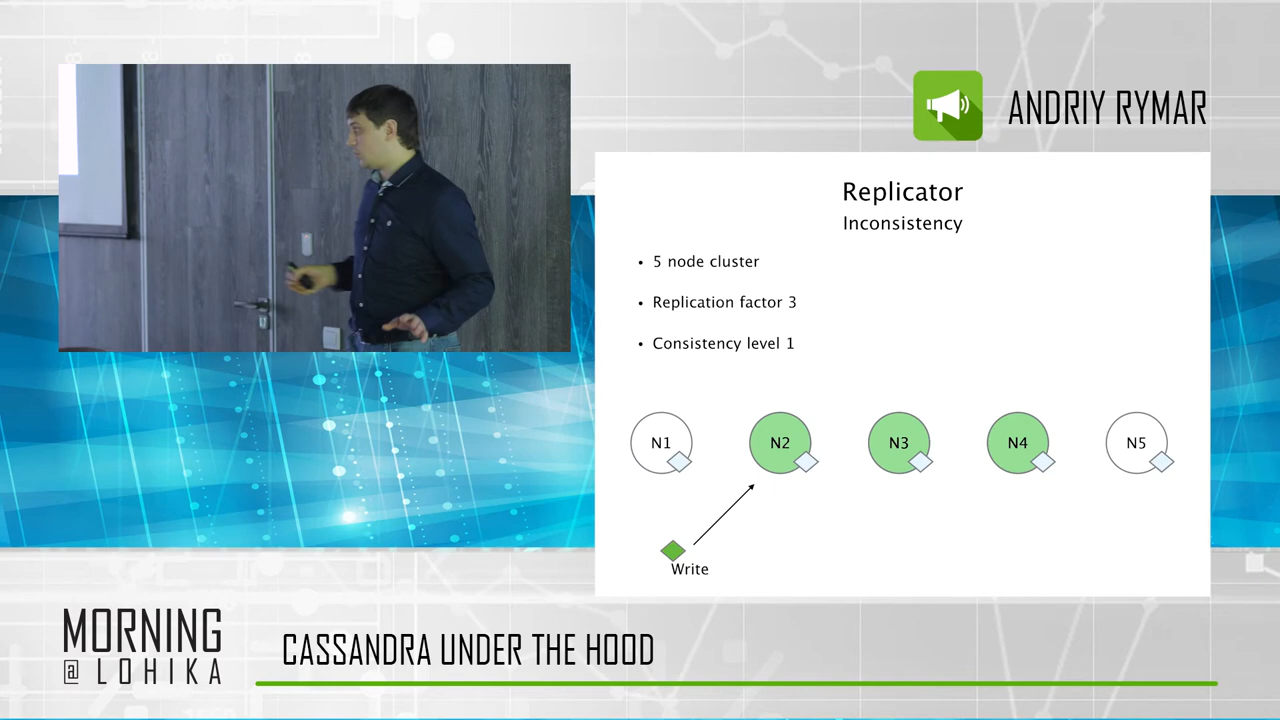 ANDRIY RYMAR
Replicator
Inconsistency
• 5 node cluster
• Replication factor 3
• Consistency level 1
N1 N2 N3 N4 N5
Write
MORNING
@ LOHIKA
CASSANDRA UNDER THE HOOD